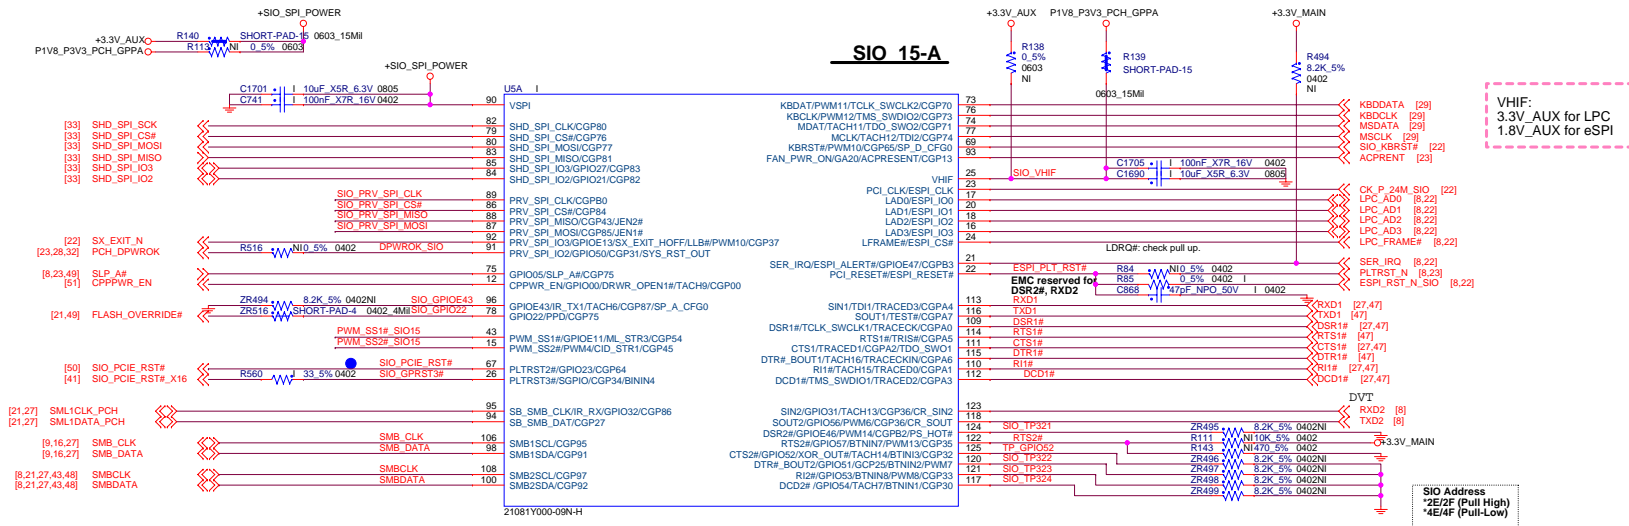 SIO 15-A
+SIO_SPI_POWER
+3.3V_AUX R140 SHORT-PAD-15 0603_15Mil
P1V8_P3V3_PCH_GPPA R113 NI 0_5% 0603
+SIO_SPI_POWER
C1701 I 10uF_X5R_6.3V 0805
C741 I 100nF_X7R_16V 0402
+3.3V_AUX P1V8_P3V3_PCH_GPPA +3.3V_MAIN
R138
0_5%
0603
NI
R139
SHORT-PAD-15
0603_15Mil
R494
8.2K_5%
0402
NI
VHIF:
3.3V_AUX for LPC
1.8V_AUX for eSPI
U5A I
90 VSPI
[33] SHD_SPI_SCK 82 SHD_SPI_CLK/CGP80
[33] SHD_SPI_CS# 79 SHD_SPI_CS#/CGP76
[33] SHD_SPI_MOSI 80 SHD_SPI_MOSI/CGP77
[33] SHD_SPI_MISO 83 SHD_SPI_MISO/CGP81
[33] SHD_SPI_IO3 85 SHD_SPI_IO3/GPIO27/CGP83
[33] SHD_SPI_IO2 84 SHD_SPI_IO2/GPIO21/CGP82
SIO_PRV_SPI_CLK 89 PRV_SPI_CLK/CGPB0
SIO_PRV_SPI_CS# 86 PRV_SPI_CS#/CGP84
SIO_PRV_SPI_MISO 88 PRV_SPI_MISO/CGP43/JEN2#
SIO_PRV_SPI_MOSI 87 PRV_SPI_MOSI/CGP85/JEN1#
[22] SX_EXIT_N 92 PRV_SPI_IO3/GPIOE13/SX_EXIT_HOFF/LLB#/PWM10/CGP37
[23,28,32] PCH_DPWROK R516 NI 0_5% 0402 DPWROK_SIO 91 PRV_SPI_IO2/GPIO50/CGP31/SYS_RST_OUT
[8,23,49] SLP_A# 75 GPIO05/SLP_A#/CGP75
[51] CPPPWR_EN 12 CPPWR_EN/GPIO00/DRWR_OPEN1#/TACH9/CGP00
ZR494 8.2K_5% 0402NI SIO_GPIOE43 96 GPIOE43/IR_TX1/TACH6/CGP87/SP_A_CFG0
[21,49] FLASH_OVERRIDE# ZR516 SHORT-PAD-4 0402_4Mil SIO_GPIO22 78 GPIO22/PPD/CGP75
PWM_SS1#_SIO15 43 PWM_SS1#/GPIOE11/ML_STR3/CGP54
PWM_SS2#_SIO15 15 PWM_SS2#/PWM4/CID_STR1/CGP45
[50] SIO_PCIE_RST# SIO_PCIE_RST# 67 PLTRST2#/GPIO23/CGP64
[41] SIO_PCIE_RST#_X16 R560 I 33_5% 0402 SIO_GPRST3# 26 PLTRST3#/SGPIO/CGP34/BININ4
[21,27] SML1CLK_PCH 95 SB_SMB_CLK/IR_RX/GPIO32/CGP86
[21,27] SML1DATA_PCH 94 SB_SMB_DAT/CGP27
[9,16,27] SMB_CLK SMB_CLK 106 SMB1SCL/CGP95
[9,16,27] SMB_DATA SMB_DATA 98 SMB1SDA/CGP91
[8,21,27,43,48] SMBCLK SMBCLK 108 SMB2SCL/CGP97
[8,21,27,43,48] SMBDATA SMBDATA 100 SMB2SDA/CGP92
21081Y000-09N-H
KBDAT/PWM11/TCLK_SWCLK2/CGP70 73 KBDDATA [29]
KBCLK/PWM12/TMS_SWDIO2/CGP73 76 KBDCLK [29]
MDAT/TACH11/TDO_SWO2/CGP71 74 MSDATA [29]
MCLK/TACH12/TDI2/CGP74 77 MSCLK [29]
KBRST#/PWM10/CGP65/SP_D_CFG0 69 SIO_KBRST# [22]
FAN_PWR_ON/GA20/ACPRESENT/CGP13 93 ACPRENT [23]
C1705 I 100nF_X7R_16V 0402
VHIF 25 SIO_VHIF C1690 I 10uF_X5R_6.3V 0805
PCI_CLK/ESPI_CLK 23 CK_P_24M_SIO [22]
LAD0/ESPI_IO0 17 LPC_AD0 [8,22]
LAD1/ESPI_IO1 20 LPC_AD1 [8,22]
LAD2/ESPI_IO2 18 LPC_AD2 [8,22]
LAD3/ESPI_IO3 16 LPC_AD3 [8,22]
LFRAME#/ESPI_CS# 24 LPC_FRAME# [8,22]
LDRQ#: check pull up.
SER_IRQ/ESPI_ALERT#/GPIOE47/CGPB3 21 SER_IRQ [8,22]
PCI_RESET#/ESPI_RESET# 22 ESPI_PLT_RST# R84 NI 0_5% 0402 PLTRST_N [8,23]
R85 0_5% 0402 I ESPI_RST_N_SIO [8,22]
EMC reserved for
DSR2#, RXD2
C868 47pF_NPO_50V I 0402
SIN1/TDI1/TRACED3/CGPA4 113 RXD1 RXD1 [27,47]
SOUT1/TEST#/CGPA7 116 TXD1 TXD1 [47]
DSR1#/TCLK_SWCLK1/TRACECK/CGPA0 109 DSR1# DSR1# [27,47]
RTS1#/TRIS#/CGPA5 114 RTS1# RTS1# [47]
CTS1/TRACED1/CGPA2/TDO_SWO1 111 CTS1# CTS1# [27,47]
DTR#_BOUT1/TACH16/TRACECKIN/CGPA6 115 DTR1# DTR1# [47]
RI1#/TACH15/TRACED0/CGPA1 110 RI1# RI1# [27,47]
DCD1#/TMS_SWDIO1/TRACED2/CGPA3 112 DCD1# DCD1# [27,47]
DVT
SIN2/GPIO31/TACH13/CGP36/CR_SIN2 123 RXD2 [8]
SOUT2/GPIO56/PWM6/CGP36/CR_SOUT 118 TXD2 [8]
DSR2#/GPIOE46/PWM14/CGPB2/PS_HOT# 124 SIO_TP321 ZR495 8.2K_5% 0402NI
RTS2#/GPIO57/BTNIN7/PWM13/CGP35 122 RTS2# R111 NI 10K_5% 0402 +3.3V_MAIN
CTS2#/GPIO52/XOR_OUT#/TACH14/BTINI3/CGP32 125 TP_GPIO52 R143 NI 470_5% 0402
DTR#_BOUT2/GPIO51/GCP25/BTNIN2/PWM7 120 SIO_TP322 ZR496 8.2K_5% 0402NI
RI2#/GPIO53/BTNIN8/PWM8/CGP33 121 SIO_TP323 ZR497 8.2K_5% 0402NI
DCD2# /GPIO54/TACH7/BTNIN1/CGP30 117 SIO_TP324 ZR498 8.2K_5% 0402NI
ZR499 8.2K_5% 0402NI
SIO Address
*2E/2F (Pull High)
*4E/4F (Pull-Low)